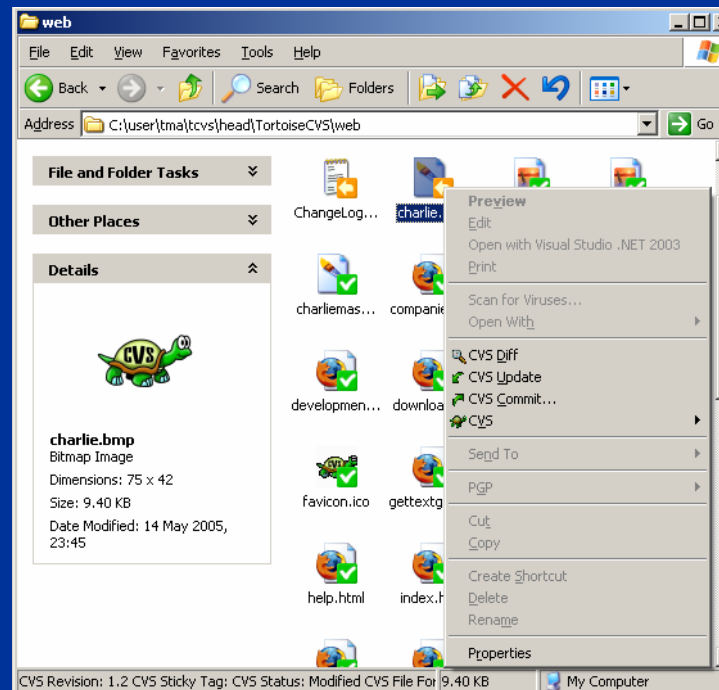 web
File Edit View Favorites Tools Help
Back Search Folders
Address C:\user\tma\tcvs\head\TortoiseCVS\web Go
File and Folder Tasks
Other Places
Details
CVS
charlie.bmp
Bitmap Image
Dimensions: 75 x 42
Size: 9.40 KB
Date Modified: 14 May 2005,
23:45
ChangeLog... charlie.
charliemas... companie
developmen... downloa
favicon.ico gettextg
help.html index.h
Preview
Edit
Open with Visual Studio .NET 2003
Print
Scan for Viruses...
Open With
CVS Diff
CVS Update
CVS Commit...
CVS
Send To
PGP
Cut
Copy
Create Shortcut
Delete
Rename
Properties
CVS Revision: 1.2 CVS Sticky Tag: CVS Status: Modified CVS File For 9.40 KB My Computer